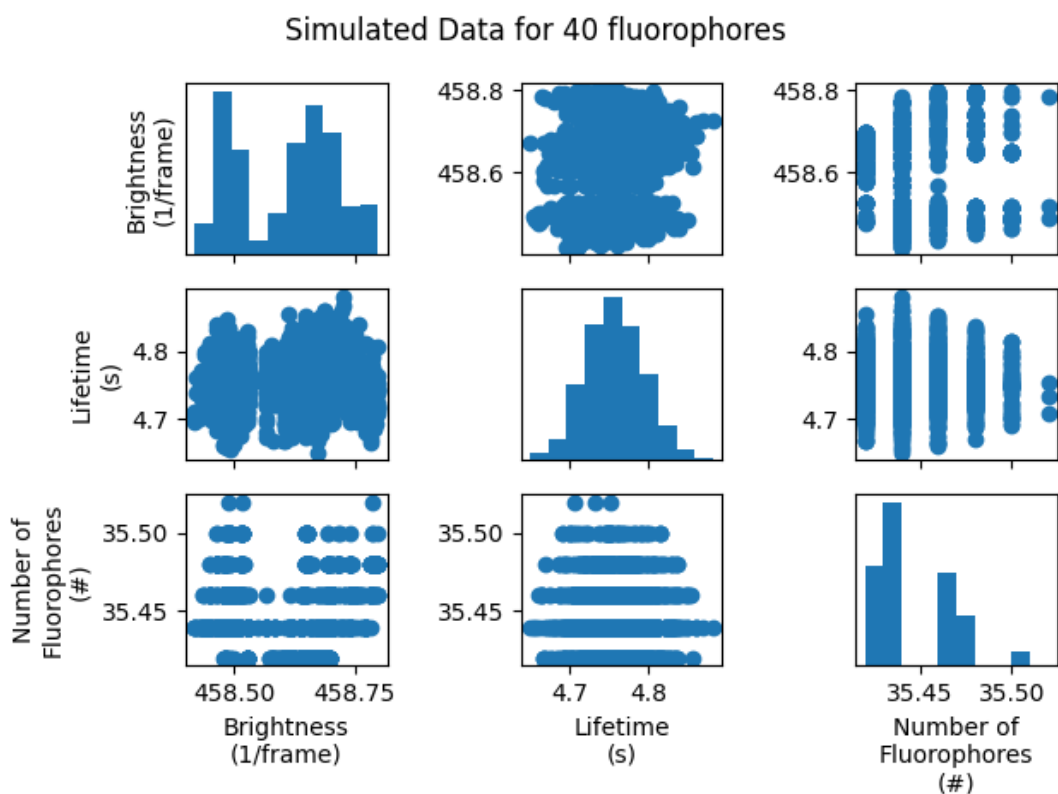 Simulated Data for 40 fluorophores
Brightness
(1/frame)
458.8
458.6
458.8
458.6
Lifetime
(s)
4.8
4.7
4.8
4.7
Number of
Fluorophores
(#)
35.50
35.45
35.50
35.45
458.50 458.75
4.7 4.8
35.45 35.50
Brightness
(1/frame)
Lifetime
(s)
Number of
Fluorophores
(#)